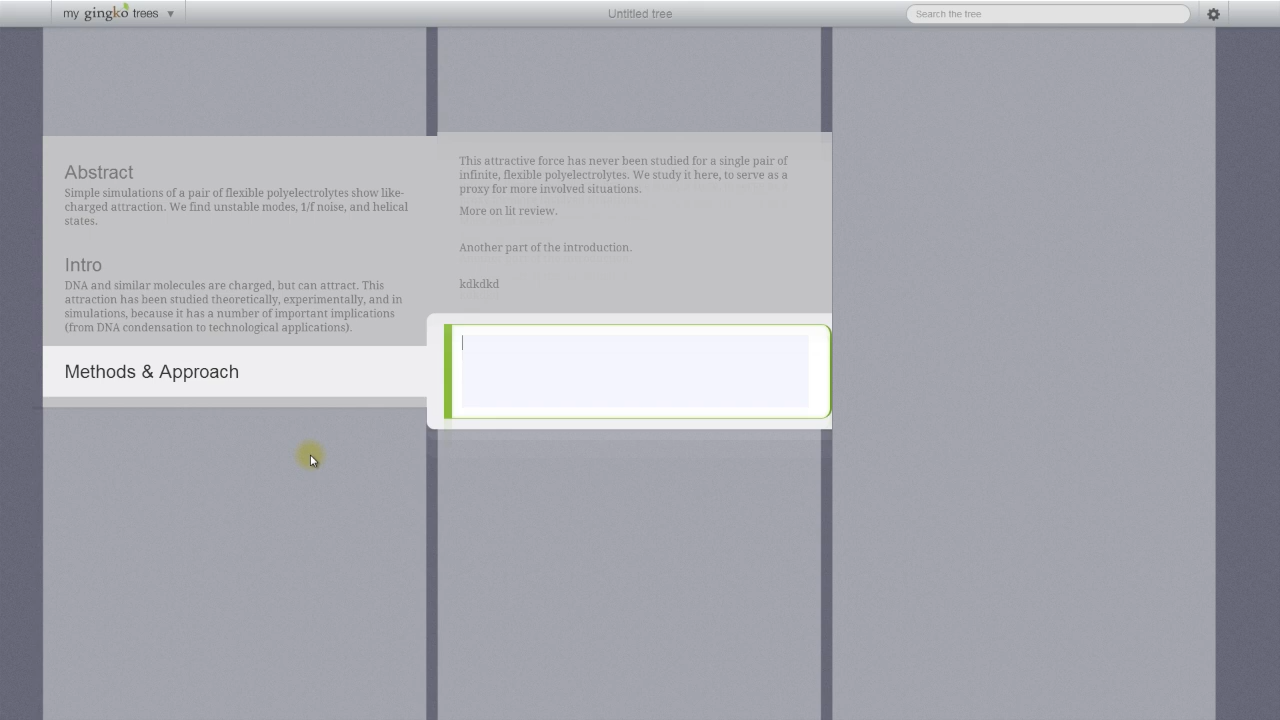 my gingko trees ▼
Untitled tree
Search the tree
Abstract
Simple simulations of a pair of flexible polyelectrolytes show like-
charged attraction. We find unstable modes, 1/f noise, and helical
states.
Intro
DNA and similar molecules are charged, but can attract. This
attraction has been studied theoretically, experimentally, and in
simulations, because it has a number of important implications
(from DNA condensation to technological applications).
Methods & Approach
This attractive force has never been studied for a single pair of
infinite, flexible polyelectrolytes. We study it here, to serve as a
proxy for more involved situations.
More on lit review.
Another part of the introduction.
kdkdkd